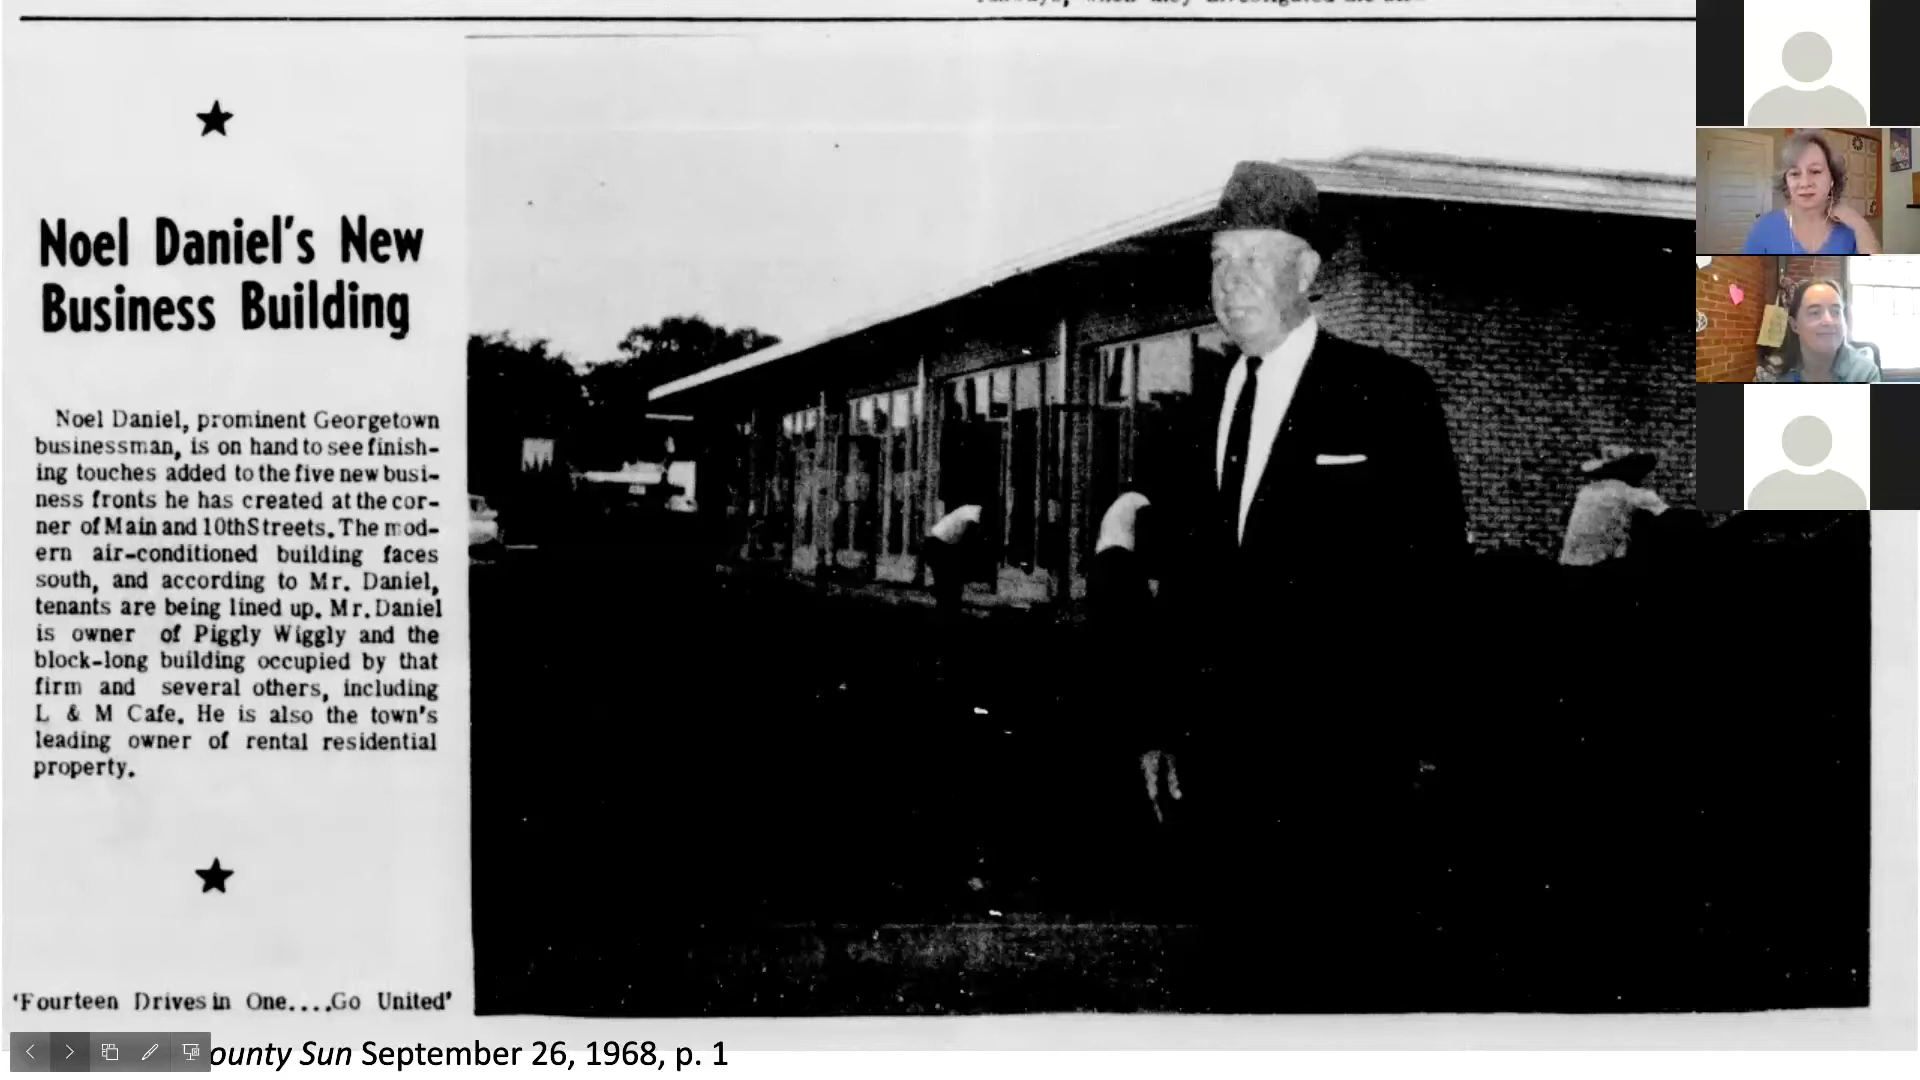 Noel Daniel's New
Business Building
Noel Daniel, prominent Georgetown
businessman, is on hand to see finish-
ing touches added to the five new busi-
ness fronts he has created at the cor-
ner of Main and 10th Streets. The mod-
ern air-conditioned building faces
south, and according to Mr. Daniel,
tenants are being lined up. Mr. Daniel
is owner of Piggly Wiggly and the
block-long building occupied by that
firm and several others, including
L & M Cafe. He is also the town's
leading owner of rental residential
property.
'Fourteen Drives in One....Go United'
ounty Sun September 26, 1968, p. 1